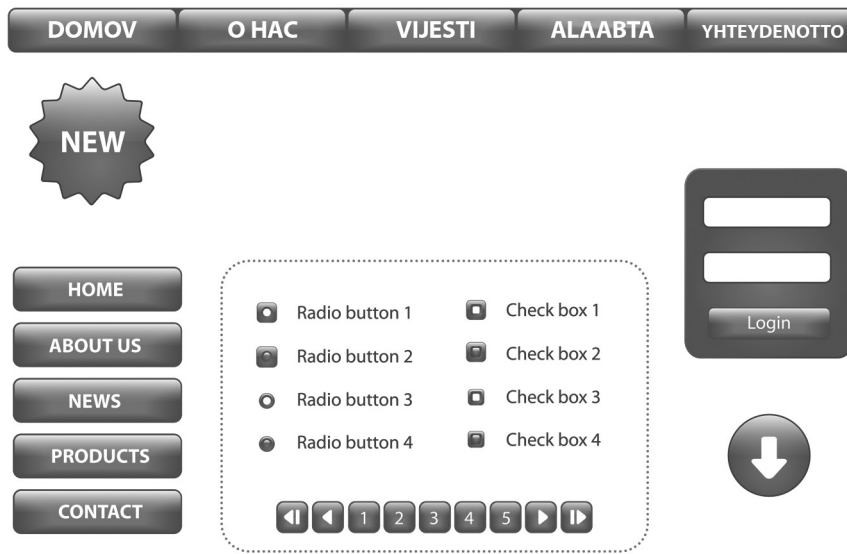 DOMOV
O HAC
VIJESTI
ALAABTA
YHTEYDENOTTO
NEW
HOME
ABOUT US
NEWS
PRODUCTS
CONTACT
Radio button 1
Radio button 2
Radio button 3
Radio button 4
Check box 1
Check box 2
Check box 3
Check box 4
1 2 3 4 5
Login